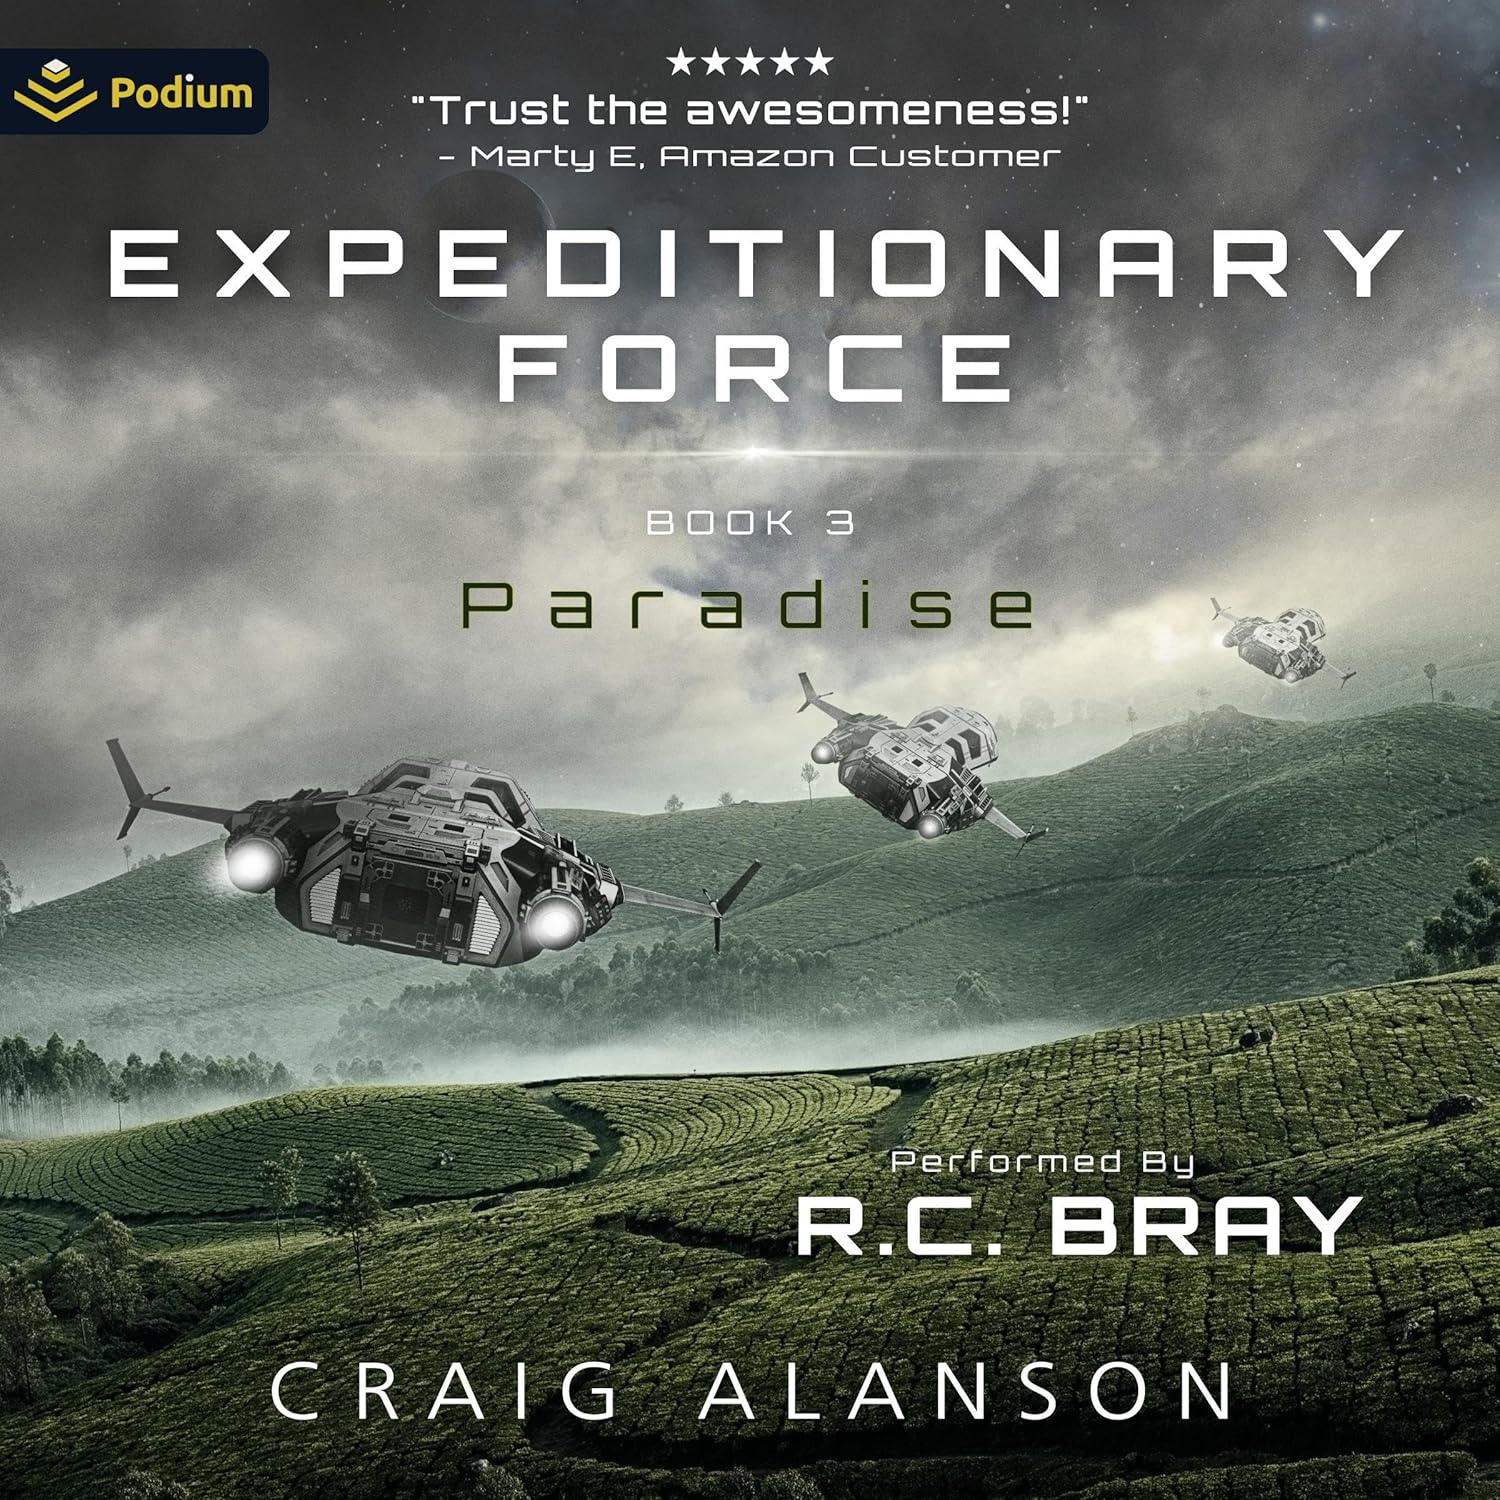 Podium
★★★★★
"Trust the awesomeness!"
- Marty E, Amazon Customer
EXPEDITIONARY
FORCE
BOOK 3
Paradise
Performed By
R.C. BRAY
CRAIG ALANSON